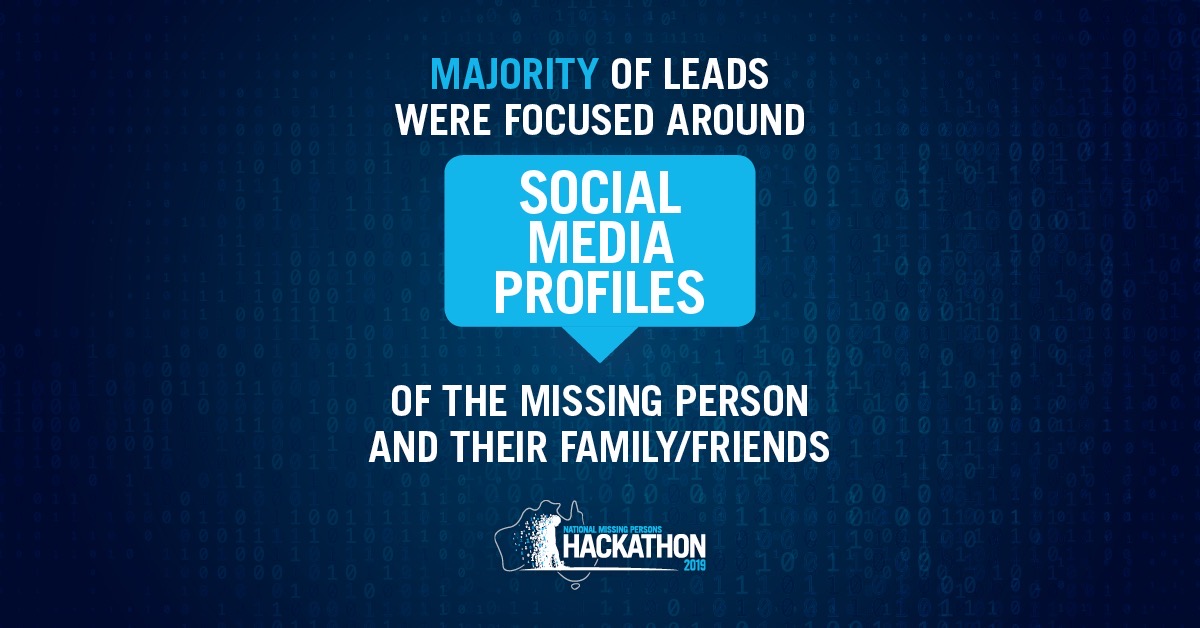 MAJORITY OF LEADS
WERE FOCUSED AROUND
SOCIAL
MEDIA
PROFILES
OF THE MISSING PERSON
AND THEIR FAMILY/FRIENDS
NATIONAL MISSING PERSONS
HACKATHON
2019